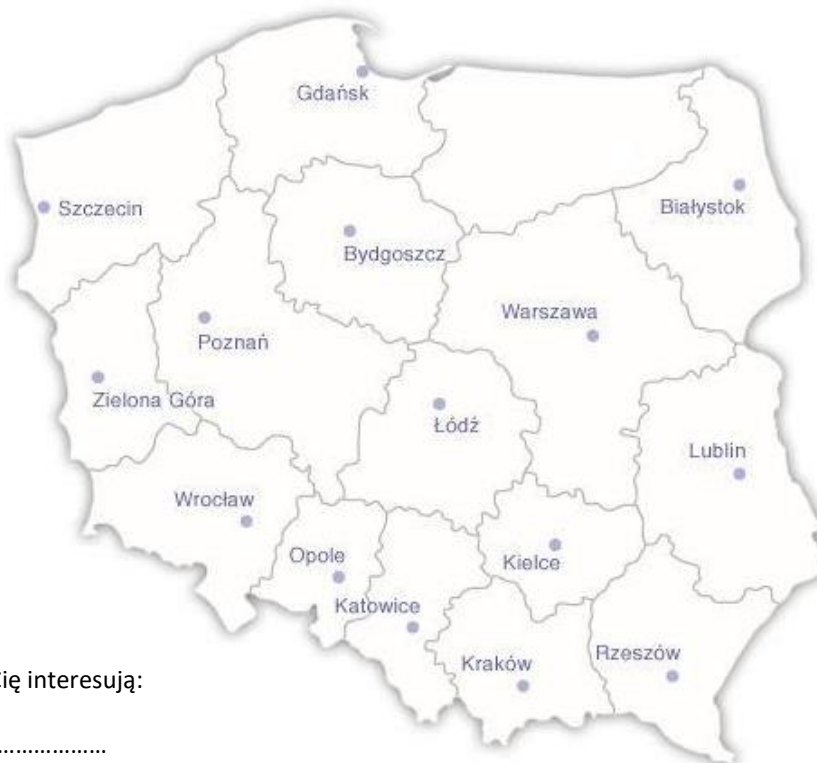 Gdańsk
Szczecin
Białystok
Bydgoszcz
Warszawa
Poznań
Zielona Góra
Łódź
Lublin
Wrocław
Opole
Kielce
Katowice
Rzeszów
Kraków
ię interesują:
………………